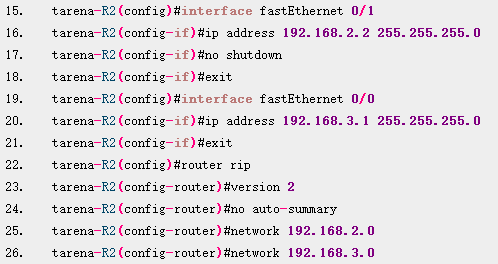 15. tarena-R2(config)#interface fastEthernet 0/1
16. tarena-R2(config-if)#ip address 192.168.2.2 255.255.255.0
17. tarena-R2(config-if)#no shutdown
18. tarena-R2(config-if)#exit
19. tarena-R2(config)#interface fastEthernet 0/0
20. tarena-R2(config-if)#ip address 192.168.3.1 255.255.255.0
21. tarena-R2(config-if)#exit
22. tarena-R2(config)#router rip
23. tarena-R2(config-router)#version 2
24. tarena-R2(config-router)#no auto-summary
25. tarena-R2(config-router)#network 192.168.2.0
26. tarena-R2(config-router)#network 192.168.3.0